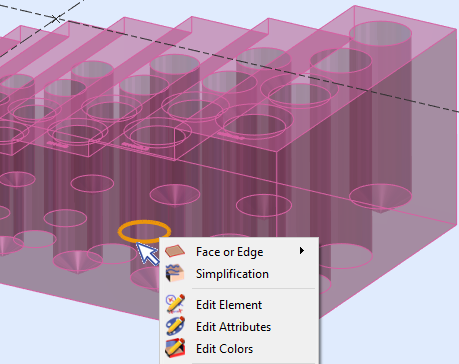 Face or Edge
Simplification
Edit Element
Edit Attributes
Edit Colors